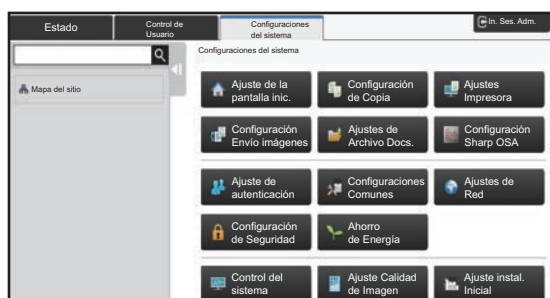 Estado
Control de
Usuario
Configuraciones
del sistema
In. Ses. Adm.
Configuraciones del sistema
Mapa del sitio
Ajuste de la
pantalla inic.
Configuración
de Copia
Ajustes
Impresora
Configuración
Envío imágenes
Ajustes de
Archivo Docs.
Configuración
Sharp OSA
Ajuste de
autenticación
Configuraciones
Comunes
Ajustes de
Red
Configuración
de Seguridad
Ahorro
de Energía
Control del
sistema
Ajuste Calidad
de Imagen
Ajuste instal.
Inicial